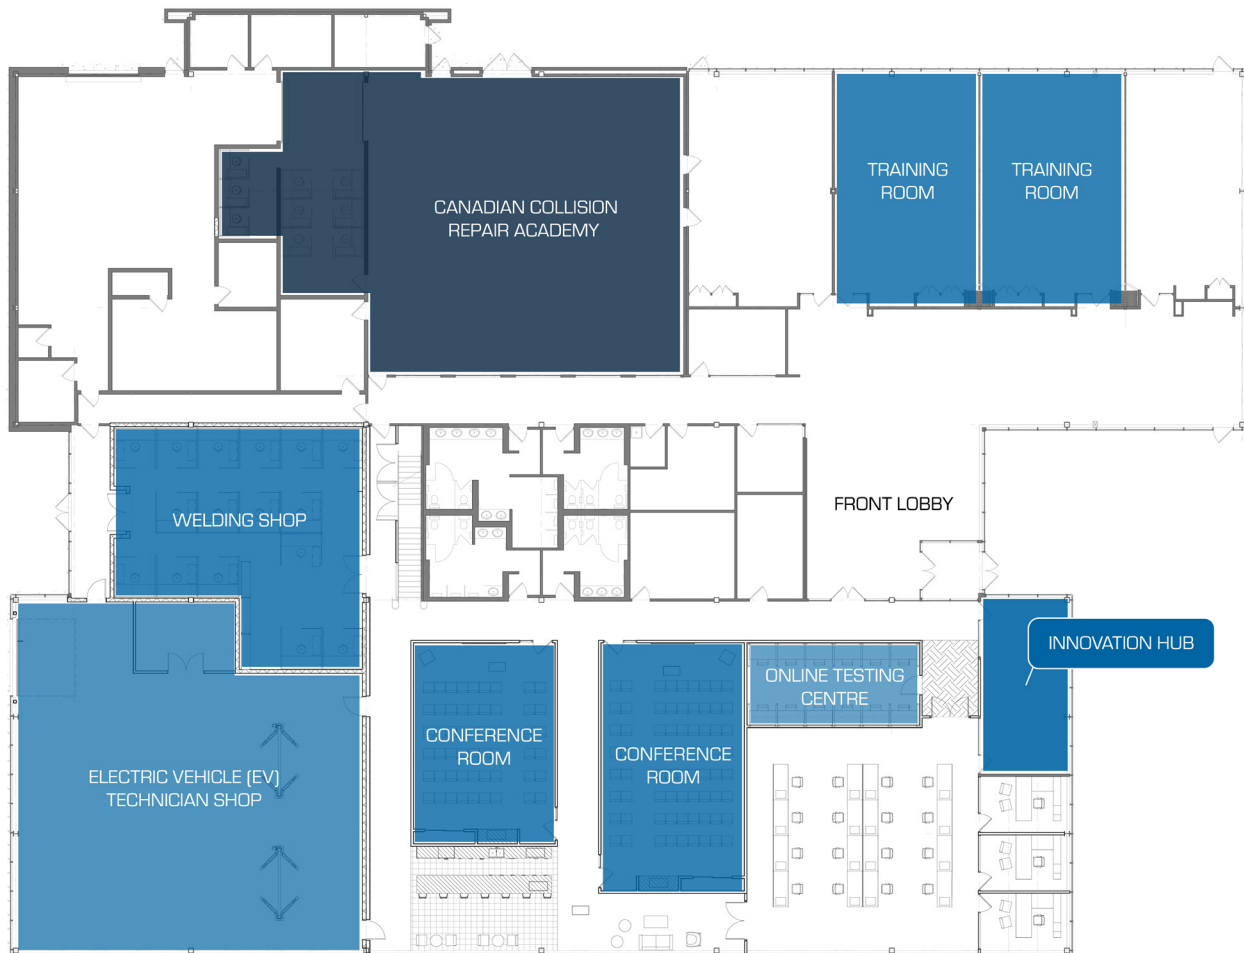 TRAINING
ROOM
TRAINING
ROOM
CANADIAN COLLISION
REPAIR ACADEMY
FRONT LOBBY
WELDING SHOP
INNOVATION HUB
ONLINE TESTING
CENTRE
CONFERENCE
ROOM
CONFERENCE
ROOM
ELECTRIC VEHICLE (EV)
TECHNICIAN SHOP